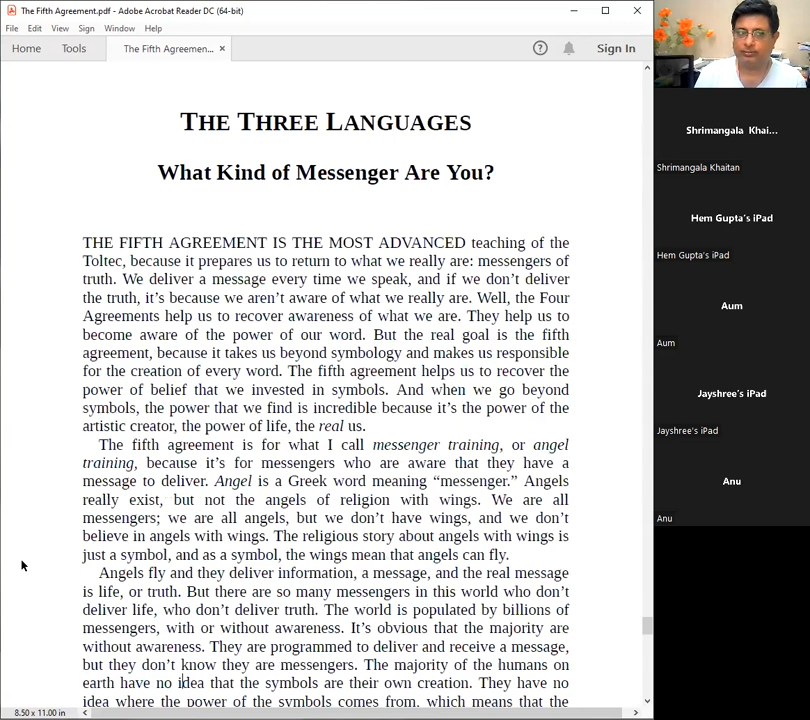 The Fifth Agreement.pdf - Adobe Acrobat Reader DC (64-bit)
File Edit View Sign Window Help
Home Tools The Fifth Agreemen... × ? Sign In
THE THREE LANGUAGES
What Kind of Messenger Are You?
THE FIFTH AGREEMENT IS THE MOST ADVANCED teaching of the
Toltec, because it prepares us to return to what we really are: messengers of
truth. We deliver a message every time we speak, and if we don’t deliver
the truth, it’s because we aren’t aware of what we really are. Well, the Four
Agreements help us to recover awareness of what we are. They help us to
become aware of the power of our word. But the real goal is the fifth
agreement, because it takes us beyond symbology and makes us responsible
for the creation of every word. The fifth agreement helps us to recover the
power of belief that we invested in symbols. And when we go beyond
symbols, the power that we find is incredible because it’s the power of the
artistic creator, the power of life, the real us.
The fifth agreement is for what I call messenger training, or angel
training, because it’s for messengers who are aware that they have a
message to deliver. Angel is a Greek word meaning “messenger.” Angels
really exist, but not the angels of religion with wings. We are all
messengers; we are all angels, but we don’t have wings, and we don’t
believe in angels with wings. The religious story about angels with wings is
just a symbol, and as a symbol, the wings mean that angels can fly.
Angels fly and they deliver information, a message, and the real message
is life, or truth. But there are so many messengers in this world who don’t
deliver life, who don’t deliver truth. The world is populated by billions of
messengers, with or without awareness. It’s obvious that the majority are
without awareness. They are programmed to deliver and receive a message,
but they don’t know they are messengers. The majority of the humans on
earth have no idea that the symbols are their own creation. They have no
idea where the power of the symbols comes from, which means that the
8.50 x 11.00 in
Shrimangala Khai...
Shrimangala Khaitan
Hem Gupta's iPad
Hem Gupta's iPad
Aum
Aum
Jayshree's iPad
Jayshree's iPad
Anu
Anu